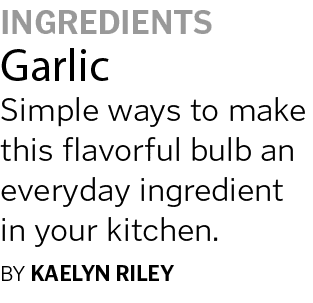 INGREDIENTS
Garlic
Simple ways to make
this flavorful bulb an
everyday ingredient
in your kitchen.
BY KAELYN RILEY